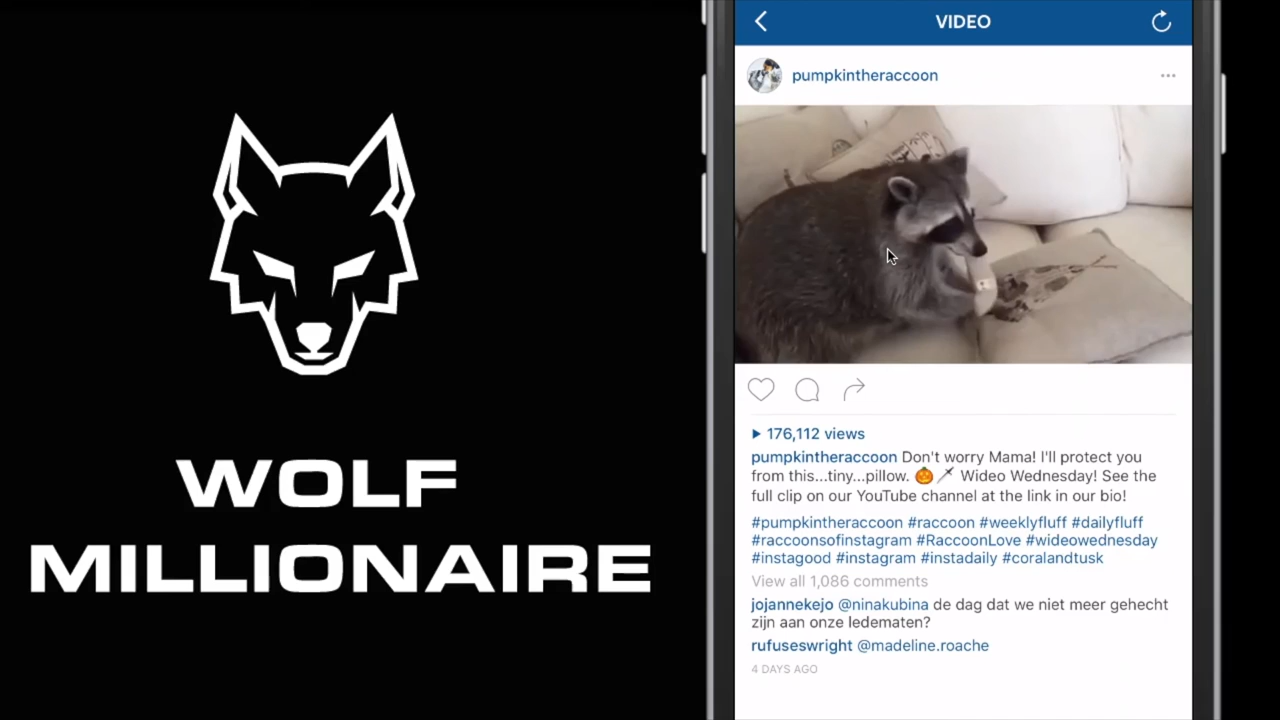 WOLF
MILLIONAIRE
VIDEO
pumpkintheraccoon
176,112 views
pumpkintheraccoon Don't worry Mama! I'll protect you
from this...tiny...pillow. 🎃🗡 Wideo Wednesday! See the
full clip on our YouTube channel at the link in our bio!
#pumpkintheraccoon #raccoon #weeklyfluff #dailyfluff
#raccoonsofinstagram #RaccoonLove #wideowednesday
#instagood #instagram #instadaily #coralandtusk
View all 1,086 comments
jojannekejo @ninakubina de dag dat we niet meer gehecht
zijn aan onze ledematen?
rufuseswright @madeline.roache
4 DAYS AGO